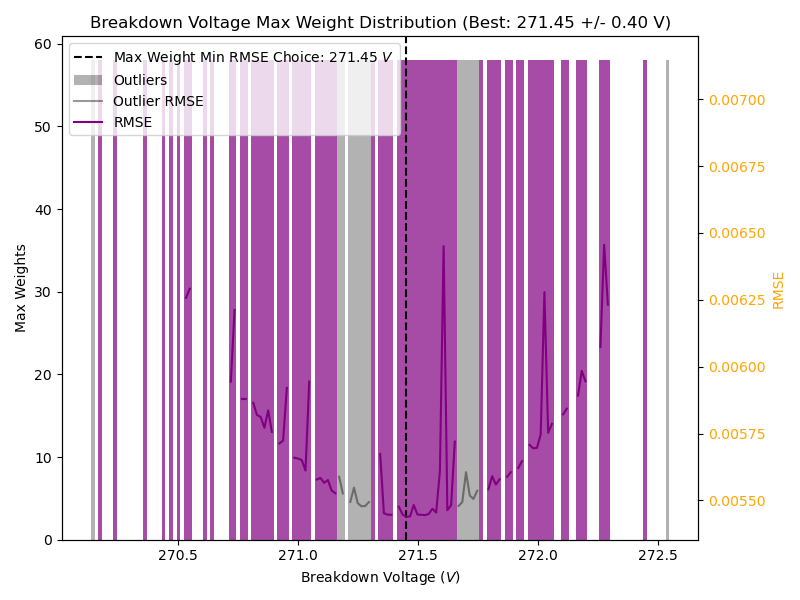 Breakdown Voltage Max Weight Distribution (Best: 271.45 +/- 0.40 V)
Max Weight Min RMSE Choice: 271.45 V
Outliers
Outlier RMSE
RMSE
60
50
40
30
20
10
0
Max Weights
0.00700
0.00675
0.00650
0.00625
0.00600
0.00575
0.00550
RMSE
270.5 271.0 271.5 272.0 272.5
Breakdown Voltage (V)